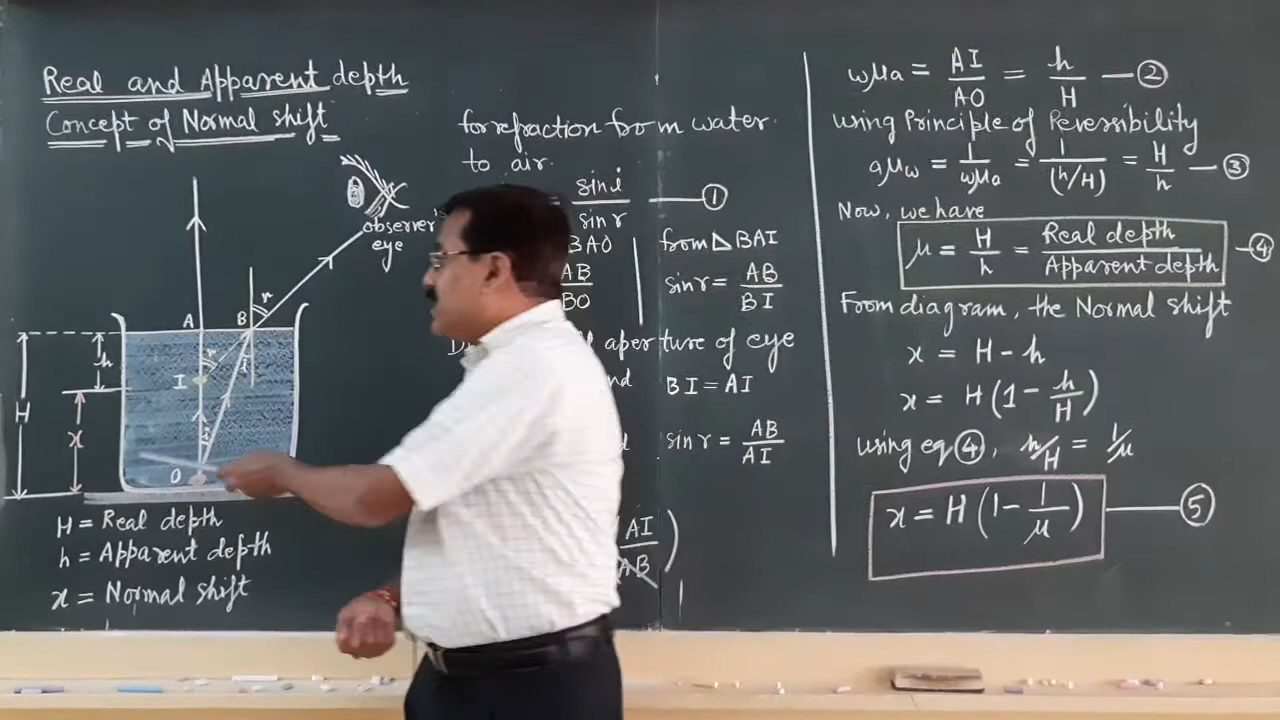 Real and Apparent depth
Concept of Normal shift
observer's
eye
A
B
r
h
r
i
I
H
x
i
O
H = Real depth
h = Apparent depth
x = Normal shift
for refraction from water
to air.
= sin i / sin r — ①
BAO
AB / BO
from △BAI
sin r = AB / BI
aperture of eye
BI = AI
sin r = AB / AI
AI / AB )
wμa = AI / AO = h / H — ②
using Principle of Reversibility
aμw = 1 / wμa = 1 / (h/H) = H / h — ③
Now, we have
μ = H / h = Real depth / Apparent depth — ④
From diagram, the Normal shift
x = H - h
x = H (1 - h / H)
using eq ④, h/H = 1/μ
x = H (1 - 1 / μ) — ⑤